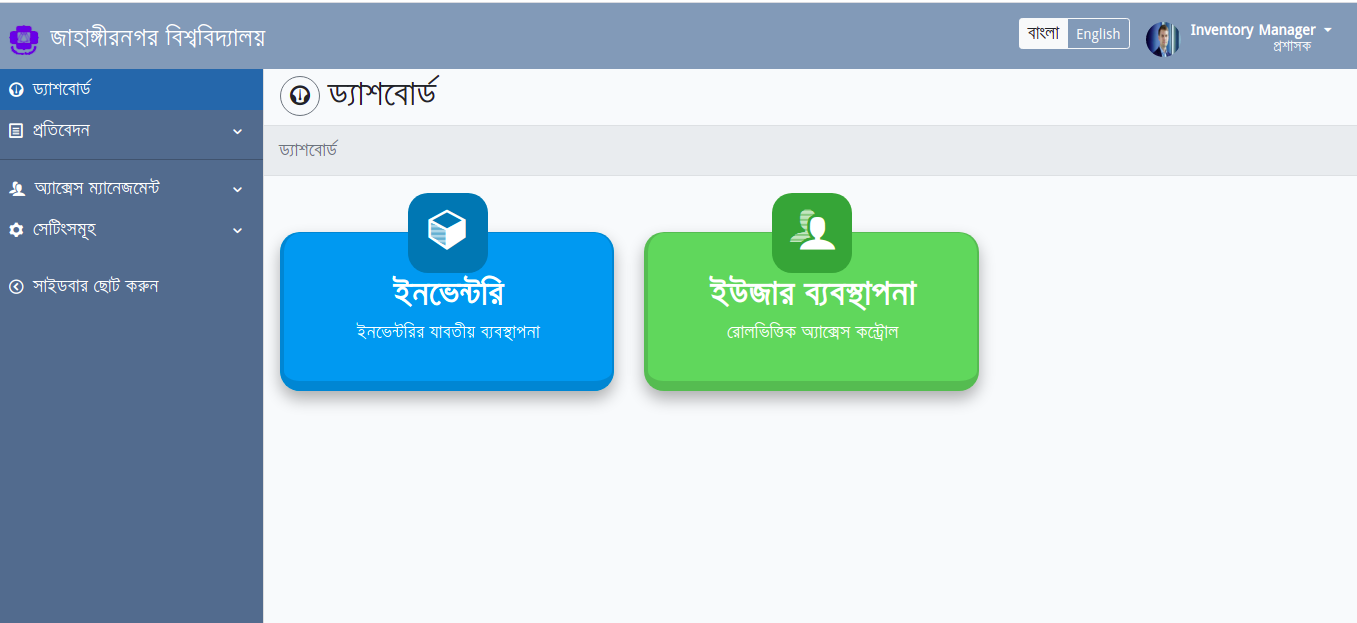 জাহাঙ্গীরনগর বিশ্ববিদ্যালয়
বাংলা English
Inventory Manager
প্রশাসক
ড্যাশবোর্ড
প্রতিবেদন
অ্যাক্সেস ম্যানেজমেন্ট
সেটিংসমূহ
সাইডবার ছোট করুন
ড্যাশবোর্ড
ড্যাশবোর্ড
ইনভেন্টরি
ইনভেন্টরির যাবতীয় ব্যবস্থাপনা
ইউজার ব্যবস্থাপনা
রোলভিত্তিক অ্যাক্সেস কন্ট্রোল